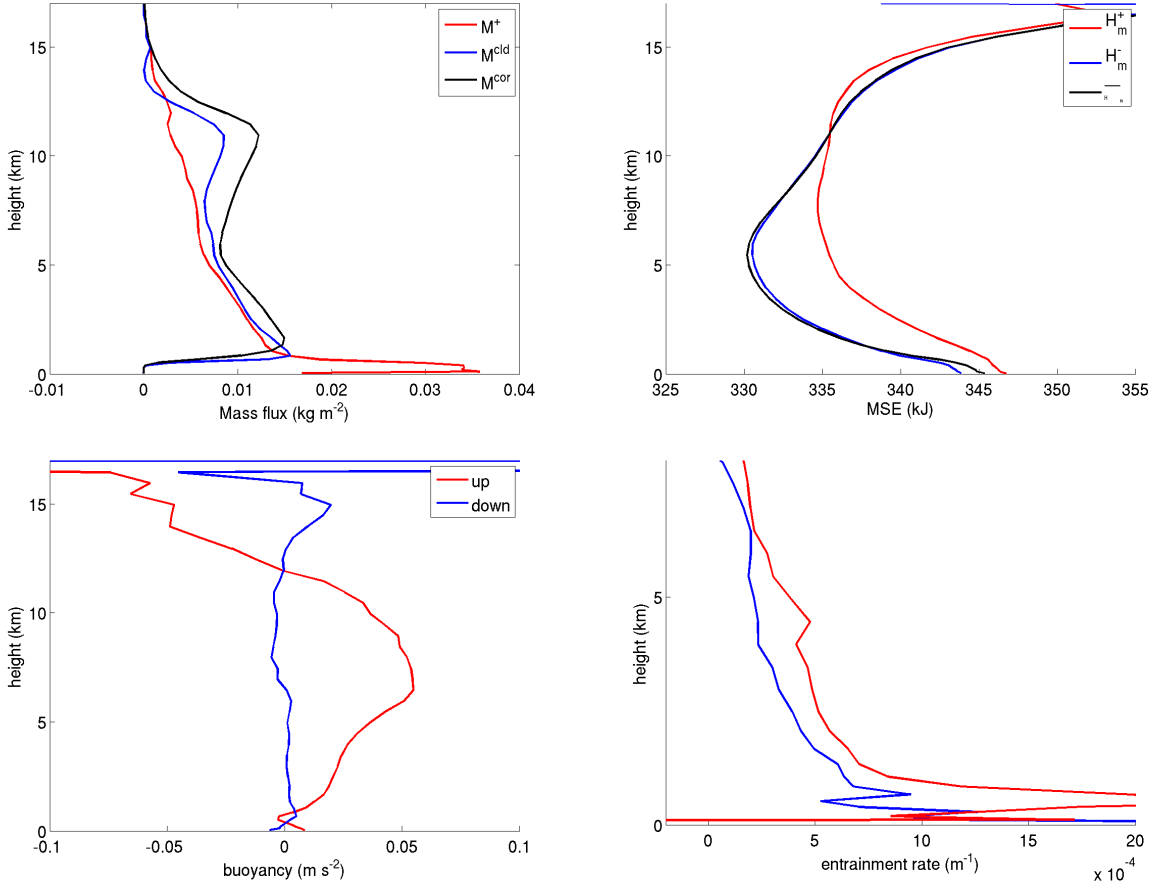 15
10
5
0
height (km)
-0.01
0
0.01
0.02
0.03
0.04
Mass flux (kg m⁻²)
M⁺
Mᶜˡᵈ
Mᶜᵒʳ
15
10
5
0
height (km)
325
330
335
340
345
350
355
MSE (kJ)
H⁺ₘ
H⁻ₘ
15
10
5
0
height (km)
-0.1
-0.05
0
0.05
0.1
buoyancy (m s⁻²)
up
down
5
0
height (km)
0
5
10
15
20
entrainment rate (m⁻¹)
x 10⁻⁴